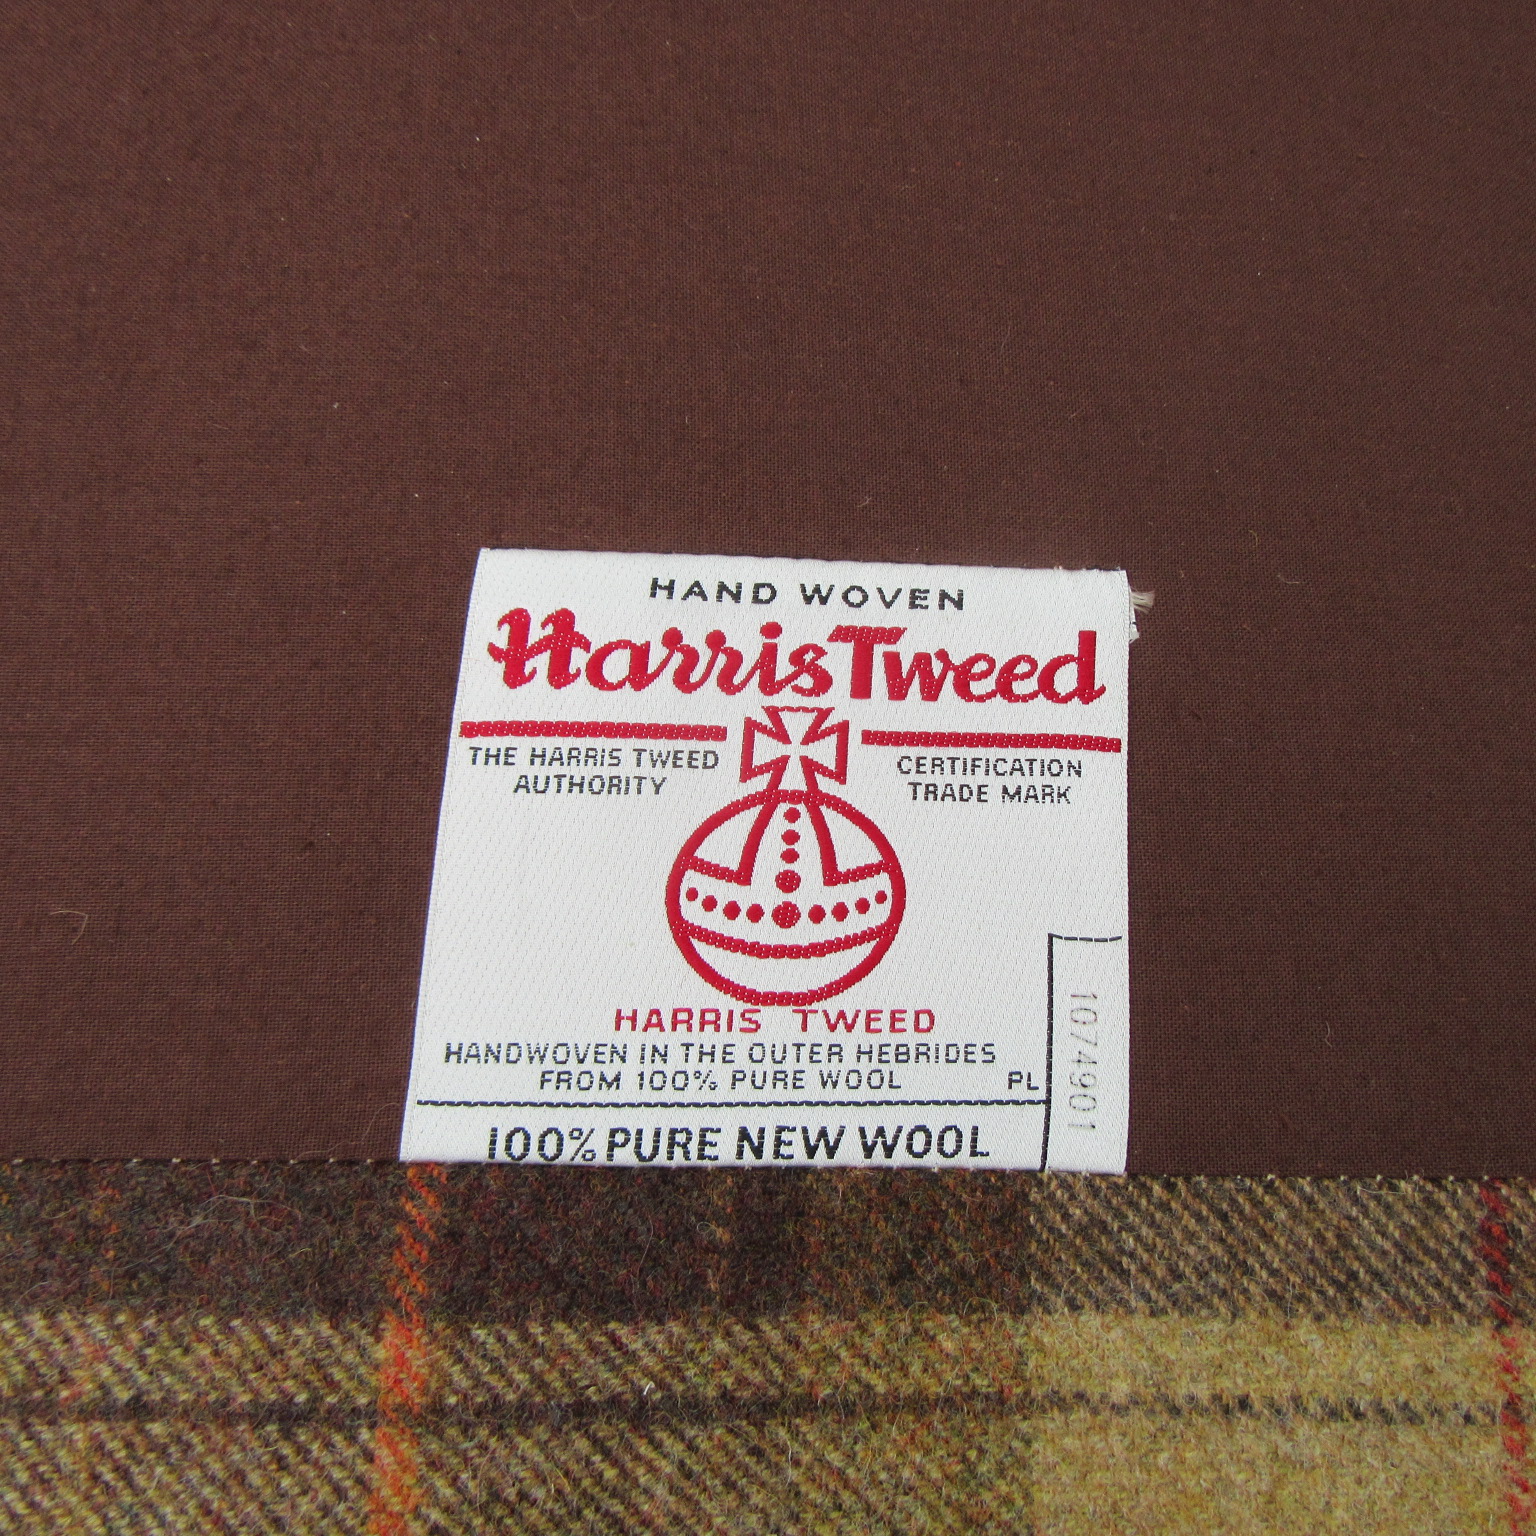 HAND WOVEN
Harris Tweed
THE HARRIS TWEED
AUTHORITY
CERTIFICATION
TRADE MARK
HARRIS TWEED
HANDWOVEN IN THE OUTER HEBRIDES
FROM 100% PURE WOOL
PL
100% PURE NEW WOOL
1074901